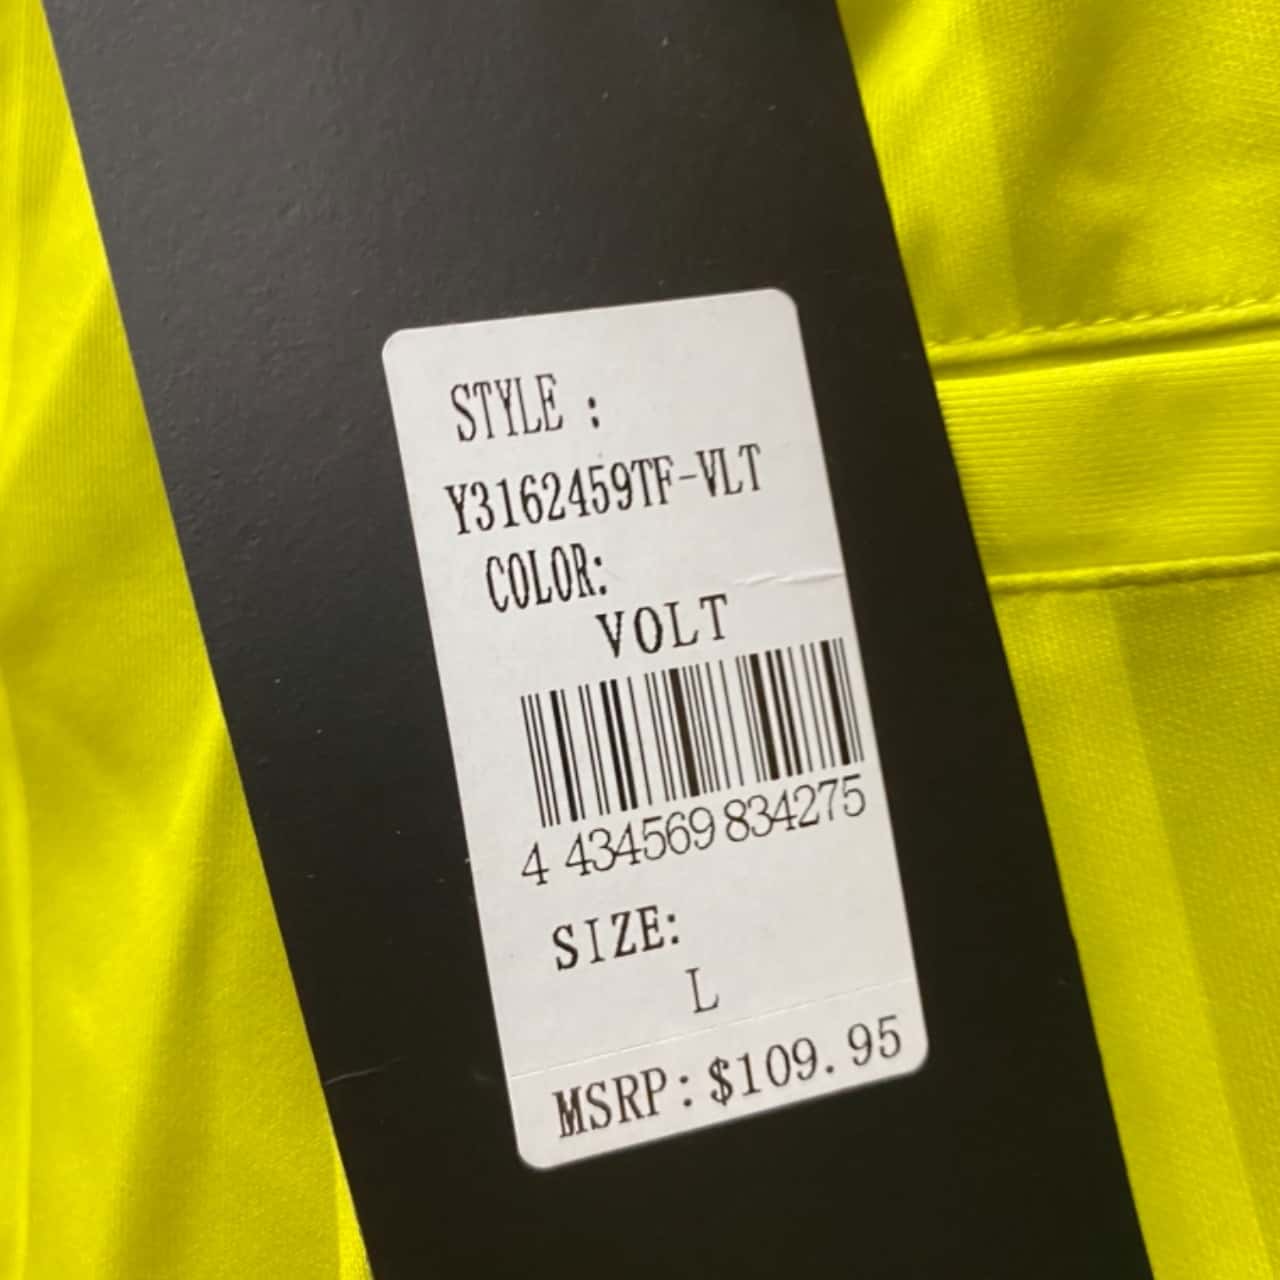 STYLE :
Y3162459TF-VLT
COLOR:
VOLT
4 434569 834275
SIZE:
L
MSRP: $109.95